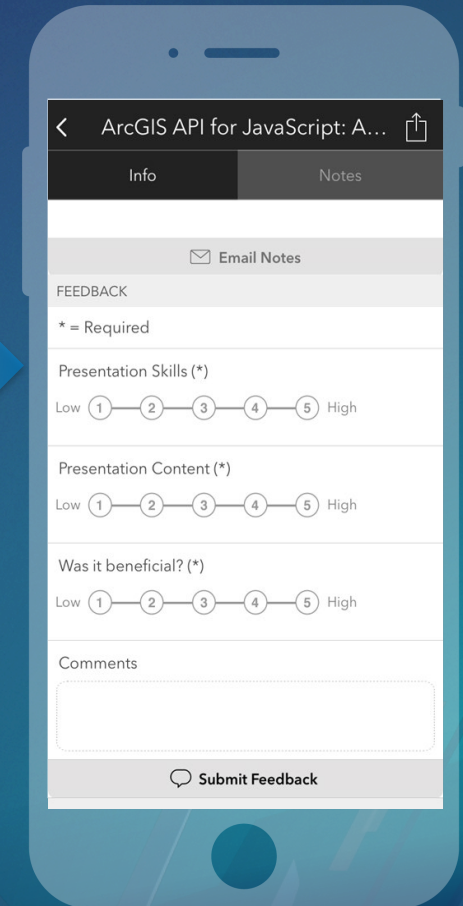 ArcGIS API for JavaScript: A...
Info Notes
Email Notes
FEEDBACK
* = Required
Presentation Skills (*)
Low 1 2 3 4 5 High
Presentation Content (*)
Low 1 2 3 4 5 High
Was it beneficial? (*)
Low 1 2 3 4 5 High
Comments
Submit Feedback